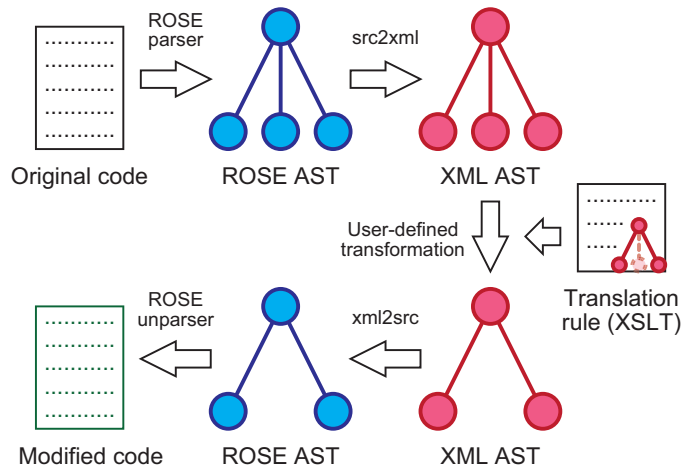 ROSE
parser
src2xml
Original code
ROSE AST
XML AST
User-defined
transformation
Translation
rule (XSLT)
ROSE
unparser
xml2src
Modified code
ROSE AST
XML AST